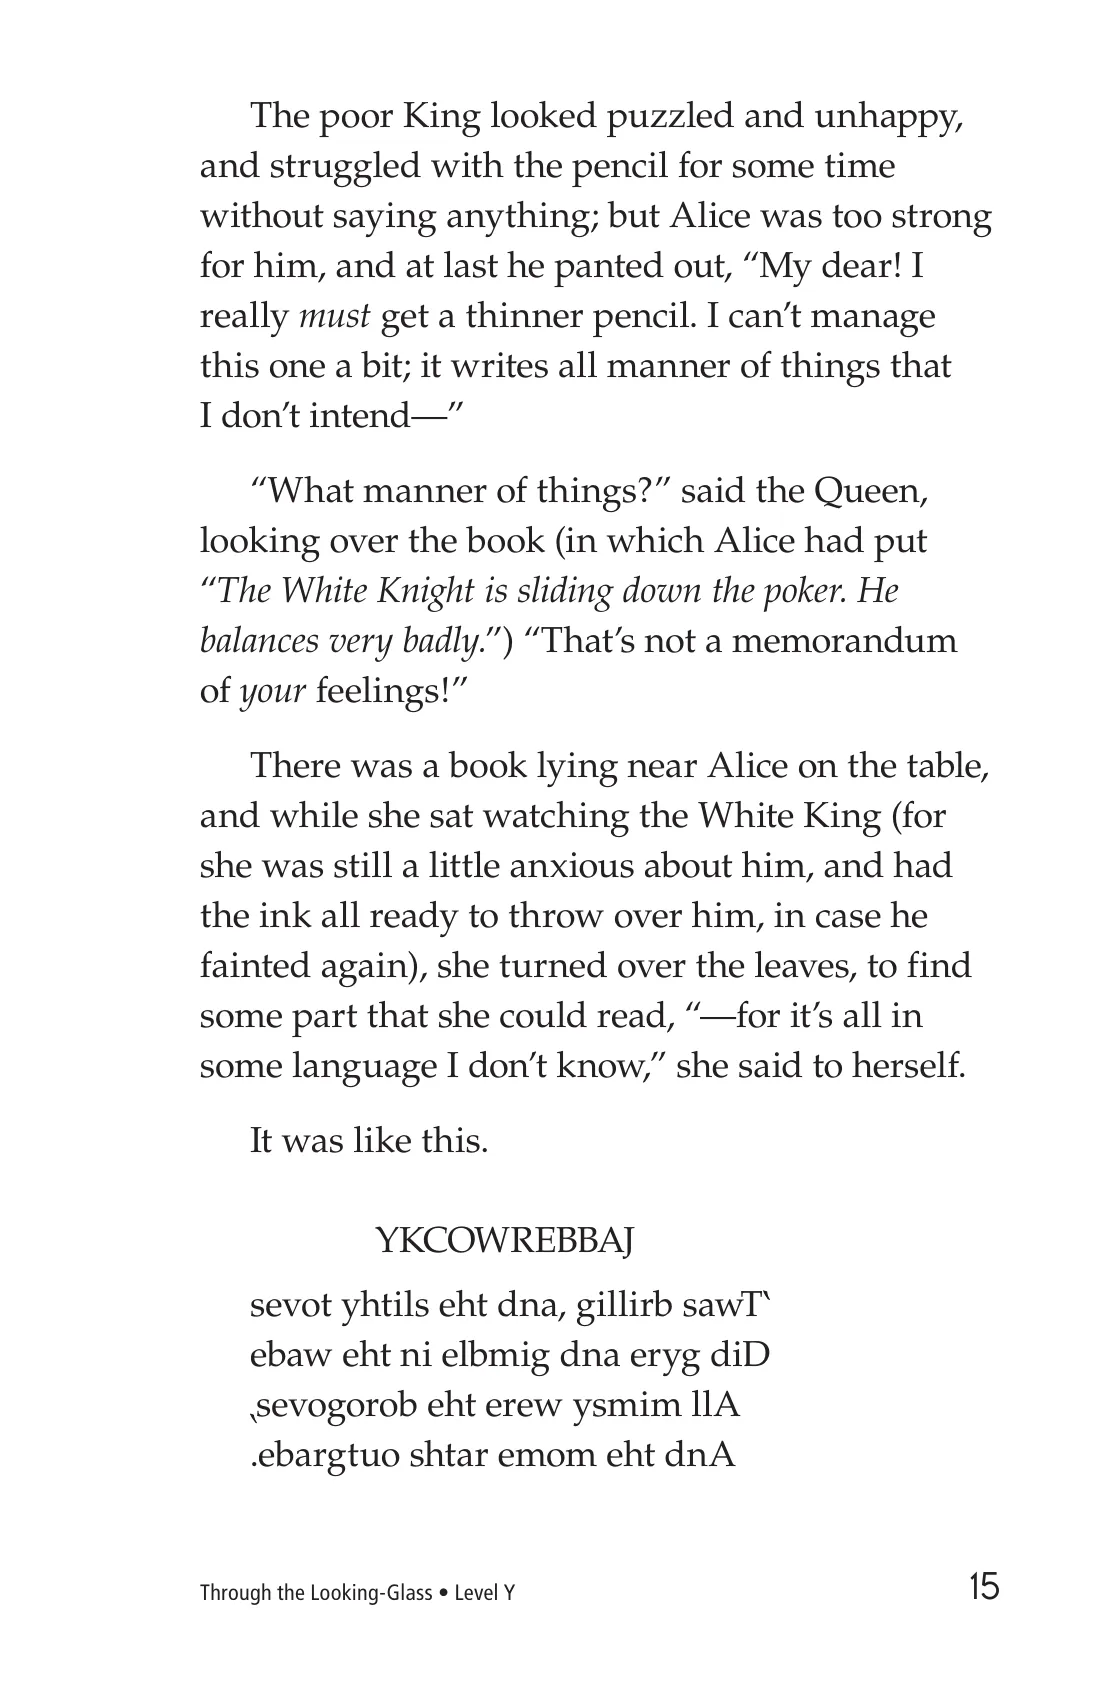 The poor King looked puzzled and unhappy,
and struggled with the pencil for some time
without saying anything; but Alice was too strong
for him, and at last he panted out, “My dear! I
really must get a thinner pencil. I can’t manage
this one a bit; it writes all manner of things that
I don’t intend—”
“What manner of things?” said the Queen,
looking over the book (in which Alice had put
“The White Knight is sliding down the poker. He
balances very badly.”) “That’s not a memorandum
of your feelings!”
There was a book lying near Alice on the table,
and while she sat watching the White King (for
she was still a little anxious about him, and had
the ink all ready to throw over him, in case he
fainted again), she turned over the leaves, to find
some part that she could read, “—for it’s all in
some language I don’t know,” she said to herself.
It was like this.
YKCOWREBBAJ
sevot yhtils eht dna, gillirb sawT‛
ebaw eht ni elbmig dna eryg diD
,sevogorob eht erew ysmim llA
.ebargtuo shtar emom eht dnA
Through the Looking-Glass • Level Y
15